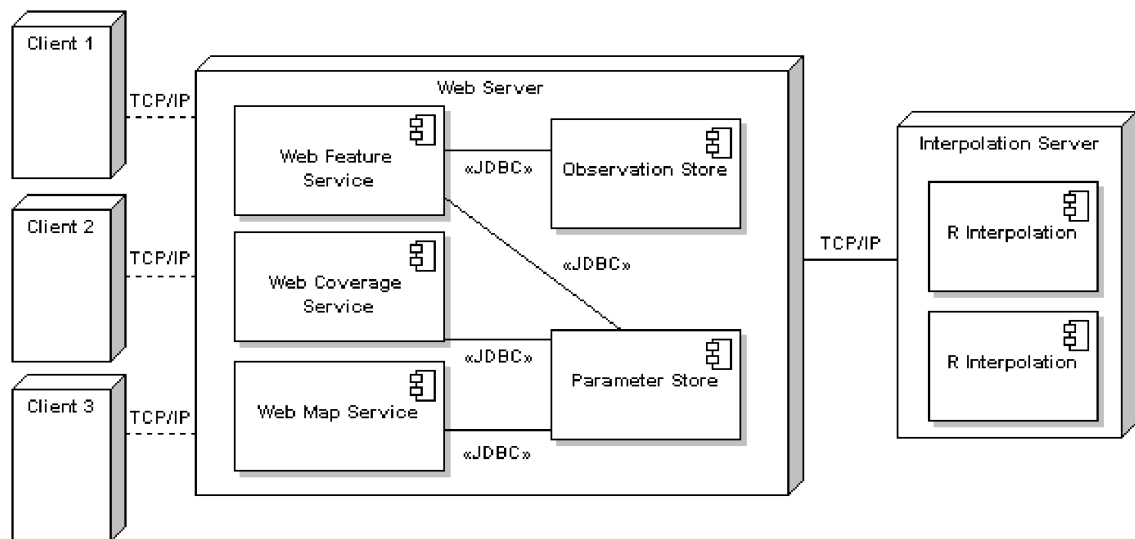 Client 1
TCP/IP
Client 2
TCP/IP
Client 3
TCP/IP
Web Server
Web Feature
Service
«JDBC»
Observation Store
«JDBC»
Web Coverage
Service
«JDBC»
Parameter Store
Web Map Service
«JDBC»
TCP/IP
Interpolation Server
R Interpolation
R Interpolation